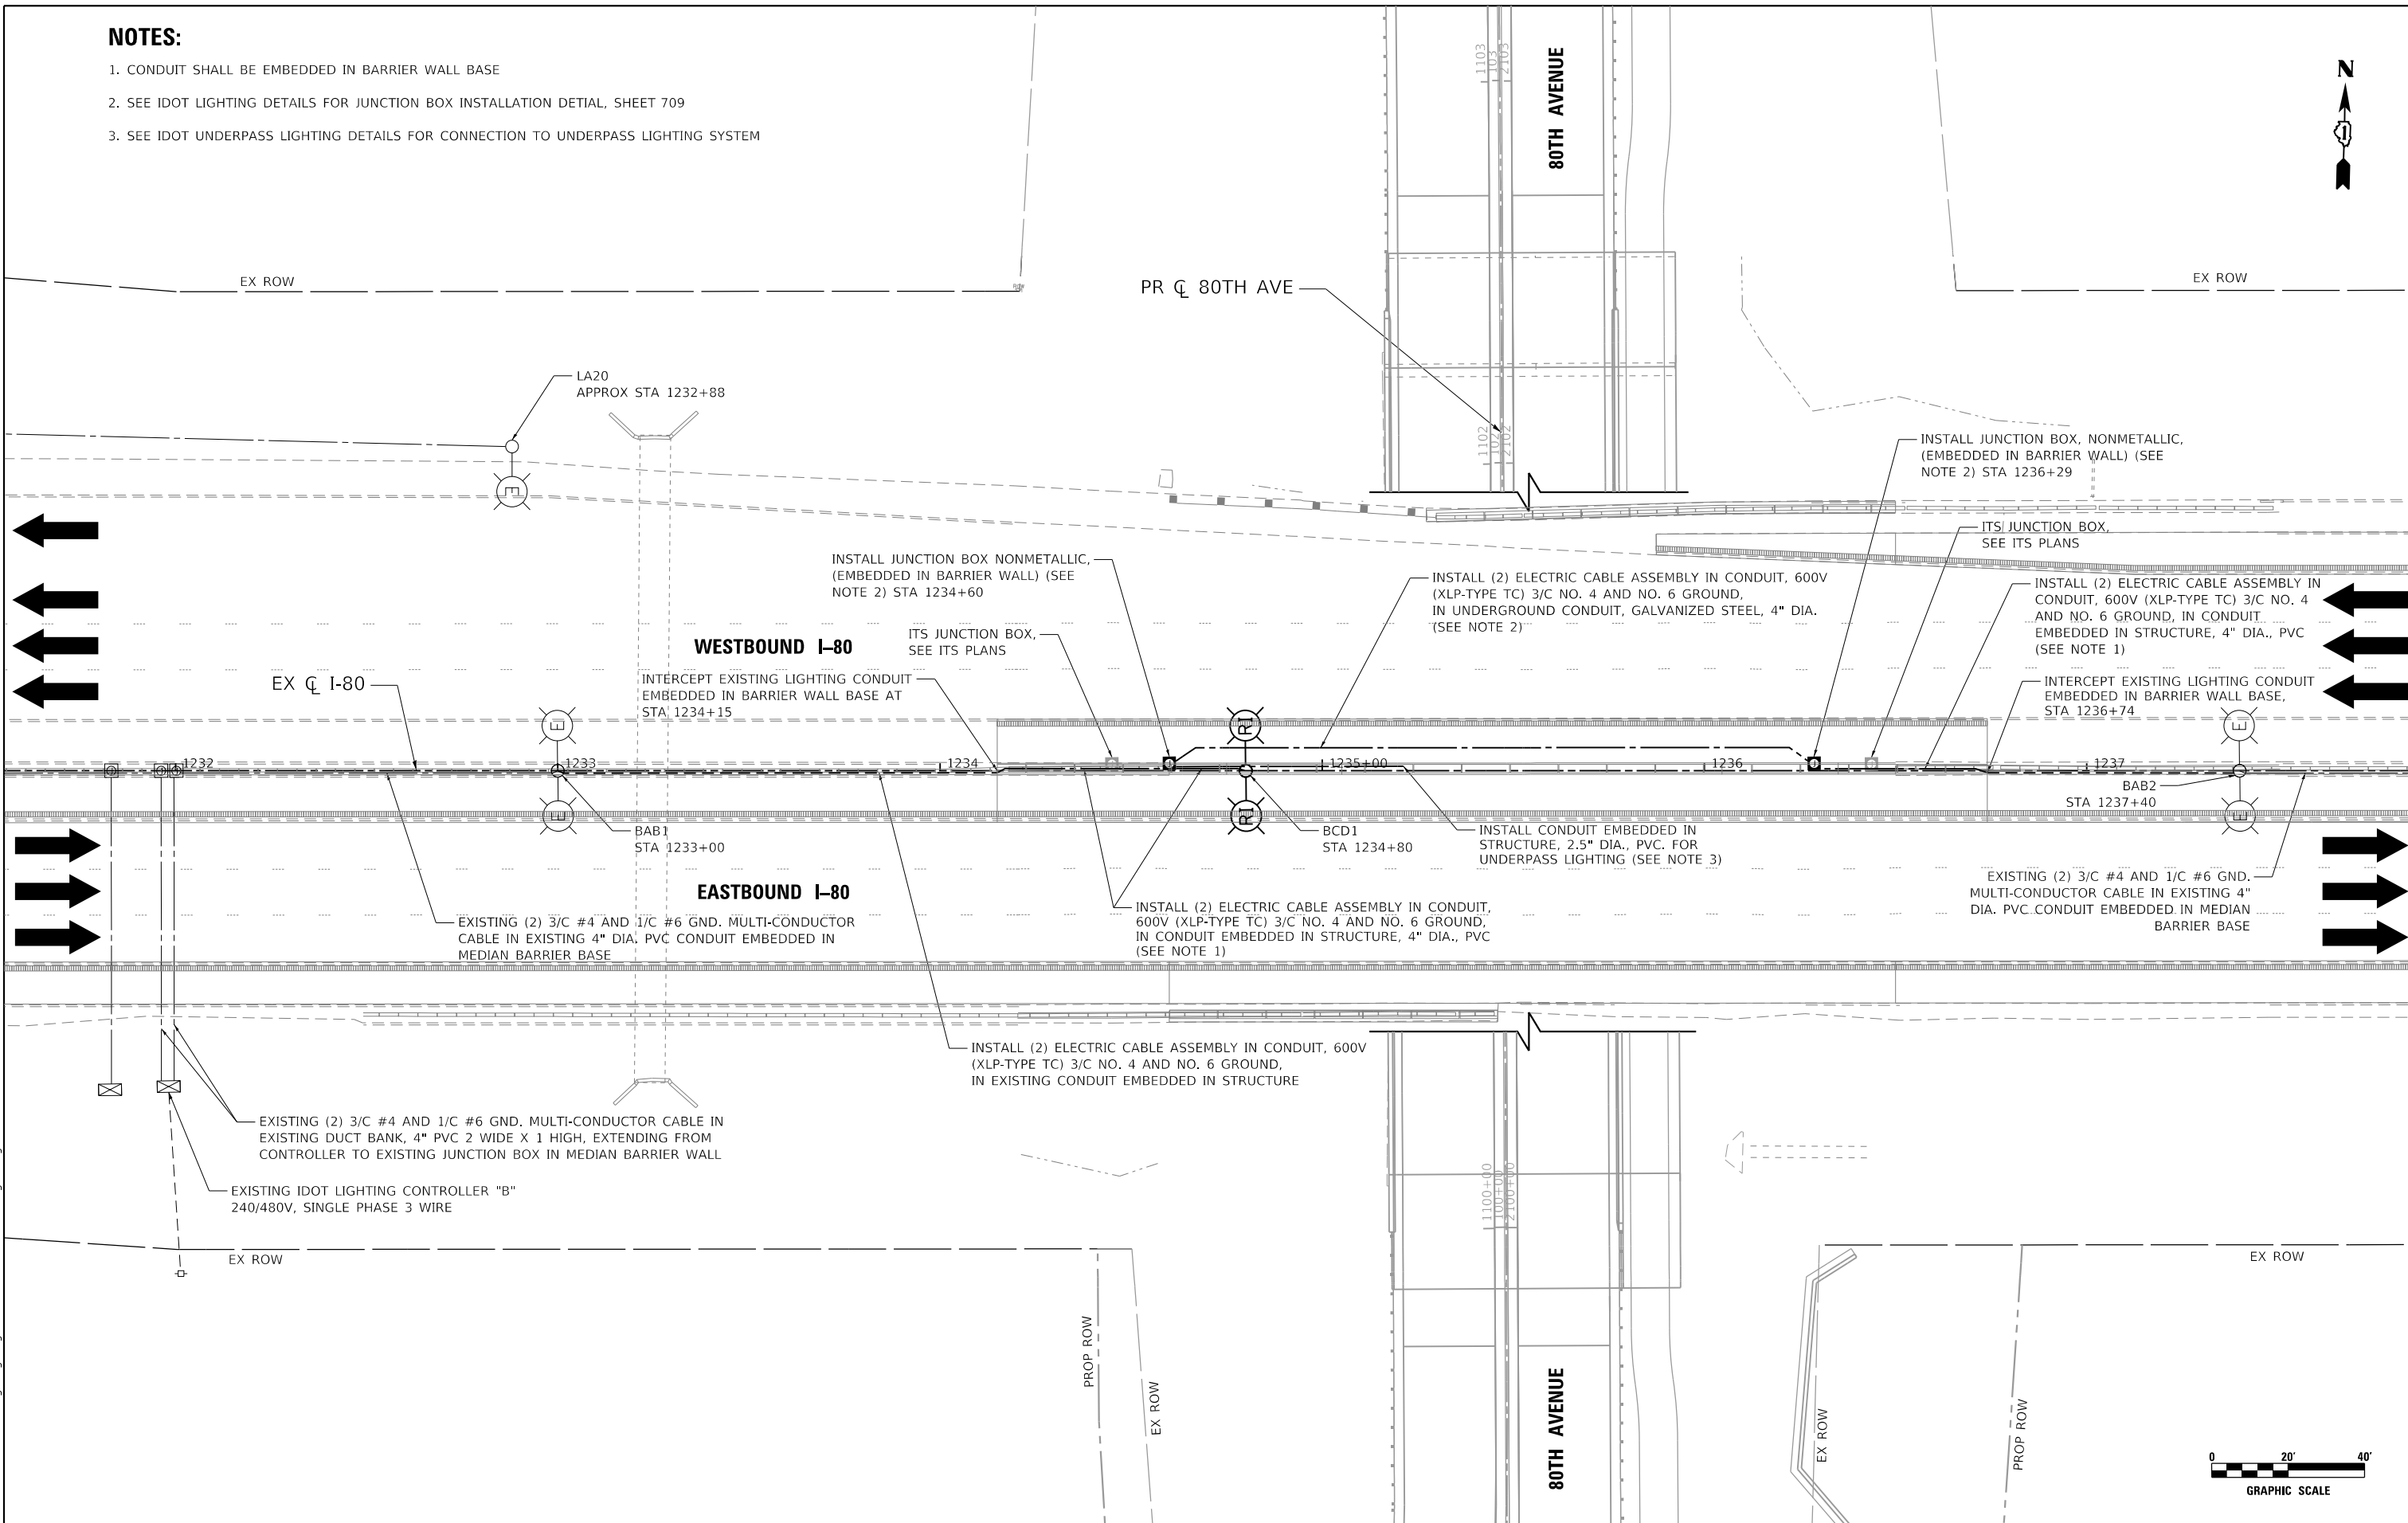 NOTES:
1. CONDUIT SHALL BE EMBEDDED IN BARRIER WALL BASE
2. SEE IDOT LIGHTING DETAILS FOR JUNCTION BOX INSTALLATION DETIAL, SHEET 709
3. SEE IDOT UNDERPASS LIGHTING DETAILS FOR CONNECTION TO UNDERPASS LIGHTING SYSTEM
1103
103
2103
80TH AVENUE
N
1
EX ROW
PR ℄ 80TH AVE
EX ROW
LA20
APPROX STA 1232+88
E
1102
102
2102
INSTALL JUNCTION BOX, NONMETALLIC,
(EMBEDDED IN BARRIER WALL) (SEE
NOTE 2) STA 1236+29
ITS JUNCTION BOX,
SEE ITS PLANS
INSTALL JUNCTION BOX NONMETALLIC,
(EMBEDDED IN BARRIER WALL) (SEE
NOTE 2) STA 1234+60
INSTALL (2) ELECTRIC CABLE ASSEMBLY IN CONDUIT, 600V
(XLP-TYPE TC) 3/C NO. 4 AND NO. 6 GROUND,
IN UNDERGROUND CONDUIT, GALVANIZED STEEL, 4" DIA.
(SEE NOTE 2)
INSTALL (2) ELECTRIC CABLE ASSEMBLY IN
CONDUIT, 600V (XLP-TYPE TC) 3/C NO. 4
AND NO. 6 GROUND, IN CONDUIT
EMBEDDED IN STRUCTURE, 4" DIA., PVC
(SEE NOTE 1)
WESTBOUND I-80
ITS JUNCTION BOX,
SEE ITS PLANS
EX ℄ I-80
INTERCEPT EXISTING LIGHTING CONDUIT
EMBEDDED IN BARRIER WALL BASE AT
STA 1234+15
INTERCEPT EXISTING LIGHTING CONDUIT
EMBEDDED IN BARRIER WALL BASE,
STA 1236+74
E
RI
E
1232
1233
1234
1235+00
1236
1237
E
RI
E
BAB1
STA 1233+00
BCD1
STA 1234+80
BAB2
STA 1237+40
INSTALL CONDUIT EMBEDDED IN
STRUCTURE, 2.5" DIA., PVC. FOR
UNDERPASS LIGHTING (SEE NOTE 3)
EASTBOUND I-80
EXISTING (2) 3/C #4 AND 1/C #6 GND. MULTI-CONDUCTOR
CABLE IN EXISTING 4" DIA. PVC CONDUIT EMBEDDED IN
MEDIAN BARRIER BASE
INSTALL (2) ELECTRIC CABLE ASSEMBLY IN CONDUIT,
600V (XLP-TYPE TC) 3/C NO. 4 AND NO. 6 GROUND,
IN CONDUIT EMBEDDED IN STRUCTURE, 4" DIA., PVC
(SEE NOTE 1)
EXISTING (2) 3/C #4 AND 1/C #6 GND.
MULTI-CONDUCTOR CABLE IN EXISTING 4"
DIA. PVC CONDUIT EMBEDDED IN MEDIAN
BARRIER BASE
INSTALL (2) ELECTRIC CABLE ASSEMBLY IN CONDUIT, 600V
(XLP-TYPE TC) 3/C NO. 4 AND NO. 6 GROUND,
IN EXISTING CONDUIT EMBEDDED IN STRUCTURE
EXISTING (2) 3/C #4 AND 1/C #6 GND. MULTI-CONDUCTOR CABLE IN
EXISTING DUCT BANK, 4" PVC 2 WIDE X 1 HIGH, EXTENDING FROM
CONTROLLER TO EXISTING JUNCTION BOX IN MEDIAN BARRIER WALL
EXISTING IDOT LIGHTING CONTROLLER "B"
240/480V, SINGLE PHASE 3 WIRE
1100+00
100+00
2100+00
EX ROW
EX ROW
PROP ROW
EX ROW
80TH AVENUE
EX ROW
PROP ROW
0 20' 40'
GRAPHIC SCALE